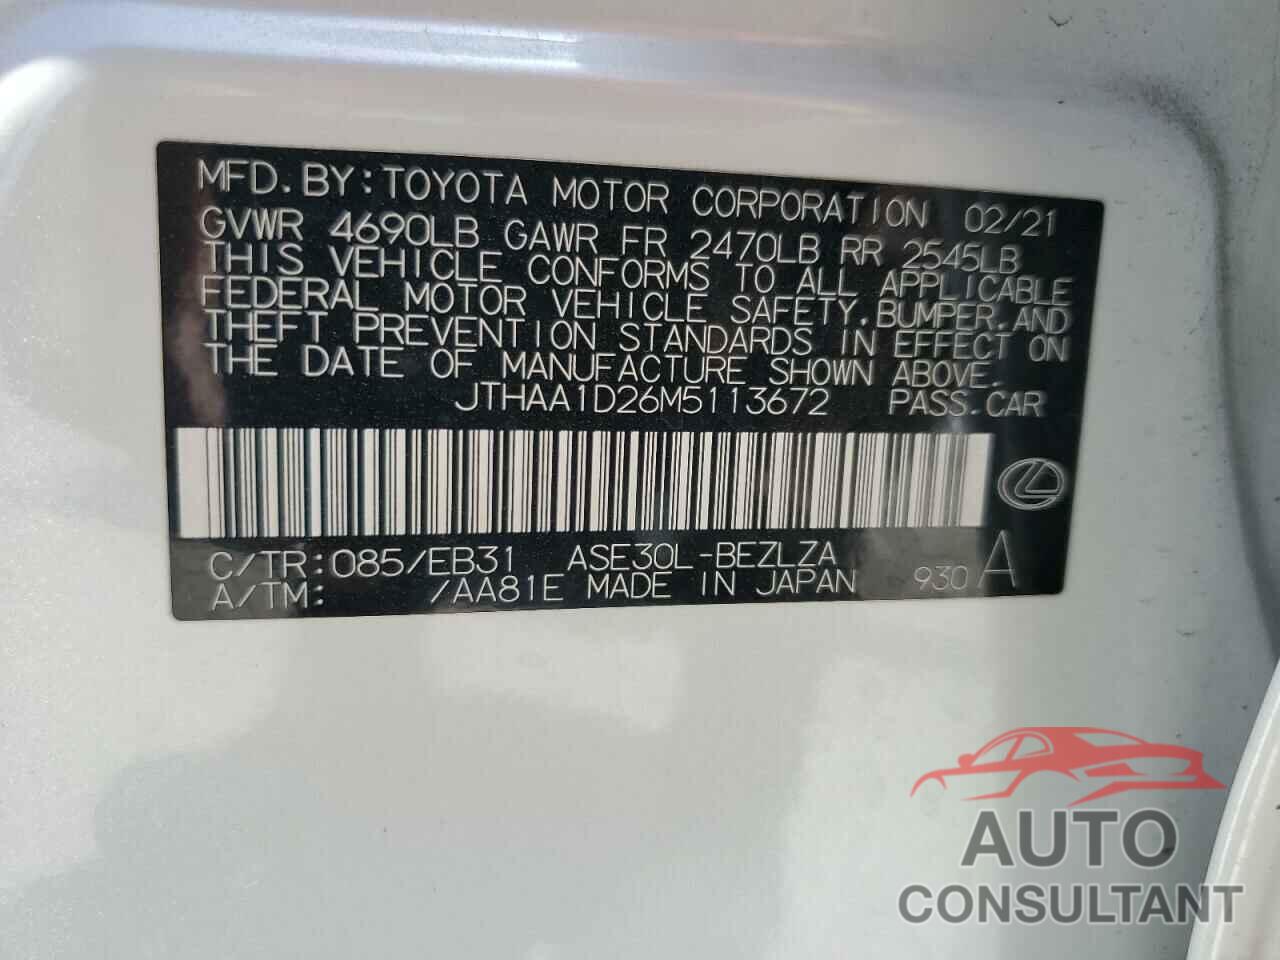 MFD. BY: TOYOTA MOTOR CORPORATION 02/21
GVWR 4690LB GAWR FR 2470LB RR 2545LB
THIS VEHICLE CONFORMS TO ALL APPLICABLE
FEDERAL MOTOR VEHICLE SAFETY, BUMPER, AND
THEFT PREVENTION STANDARDS IN EFFECT ON
THE DATE OF MANUFACTURE SHOWN ABOVE.
JTHAA1D26M5113672 PASS. CAR
C/TR: 085/EB31 ASE30L-BEZLZA
A/TM: /AA81E MADE IN JAPAN 930 A
AUTO
CONSULTANT